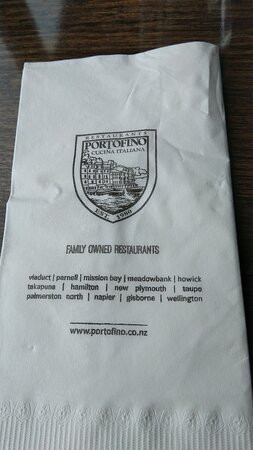 RESTAURANTS
PORTOFINO
CUCINA ITALIANA
EST. 1980
FAMILY OWNED RESTAURANTS
viaduct | parnell | mission bay | meadowbank | howick
takapuna | hamilton | new plymouth | taupo
palmerston north | napier | gisborne | wellington
www.portofino.co.nz